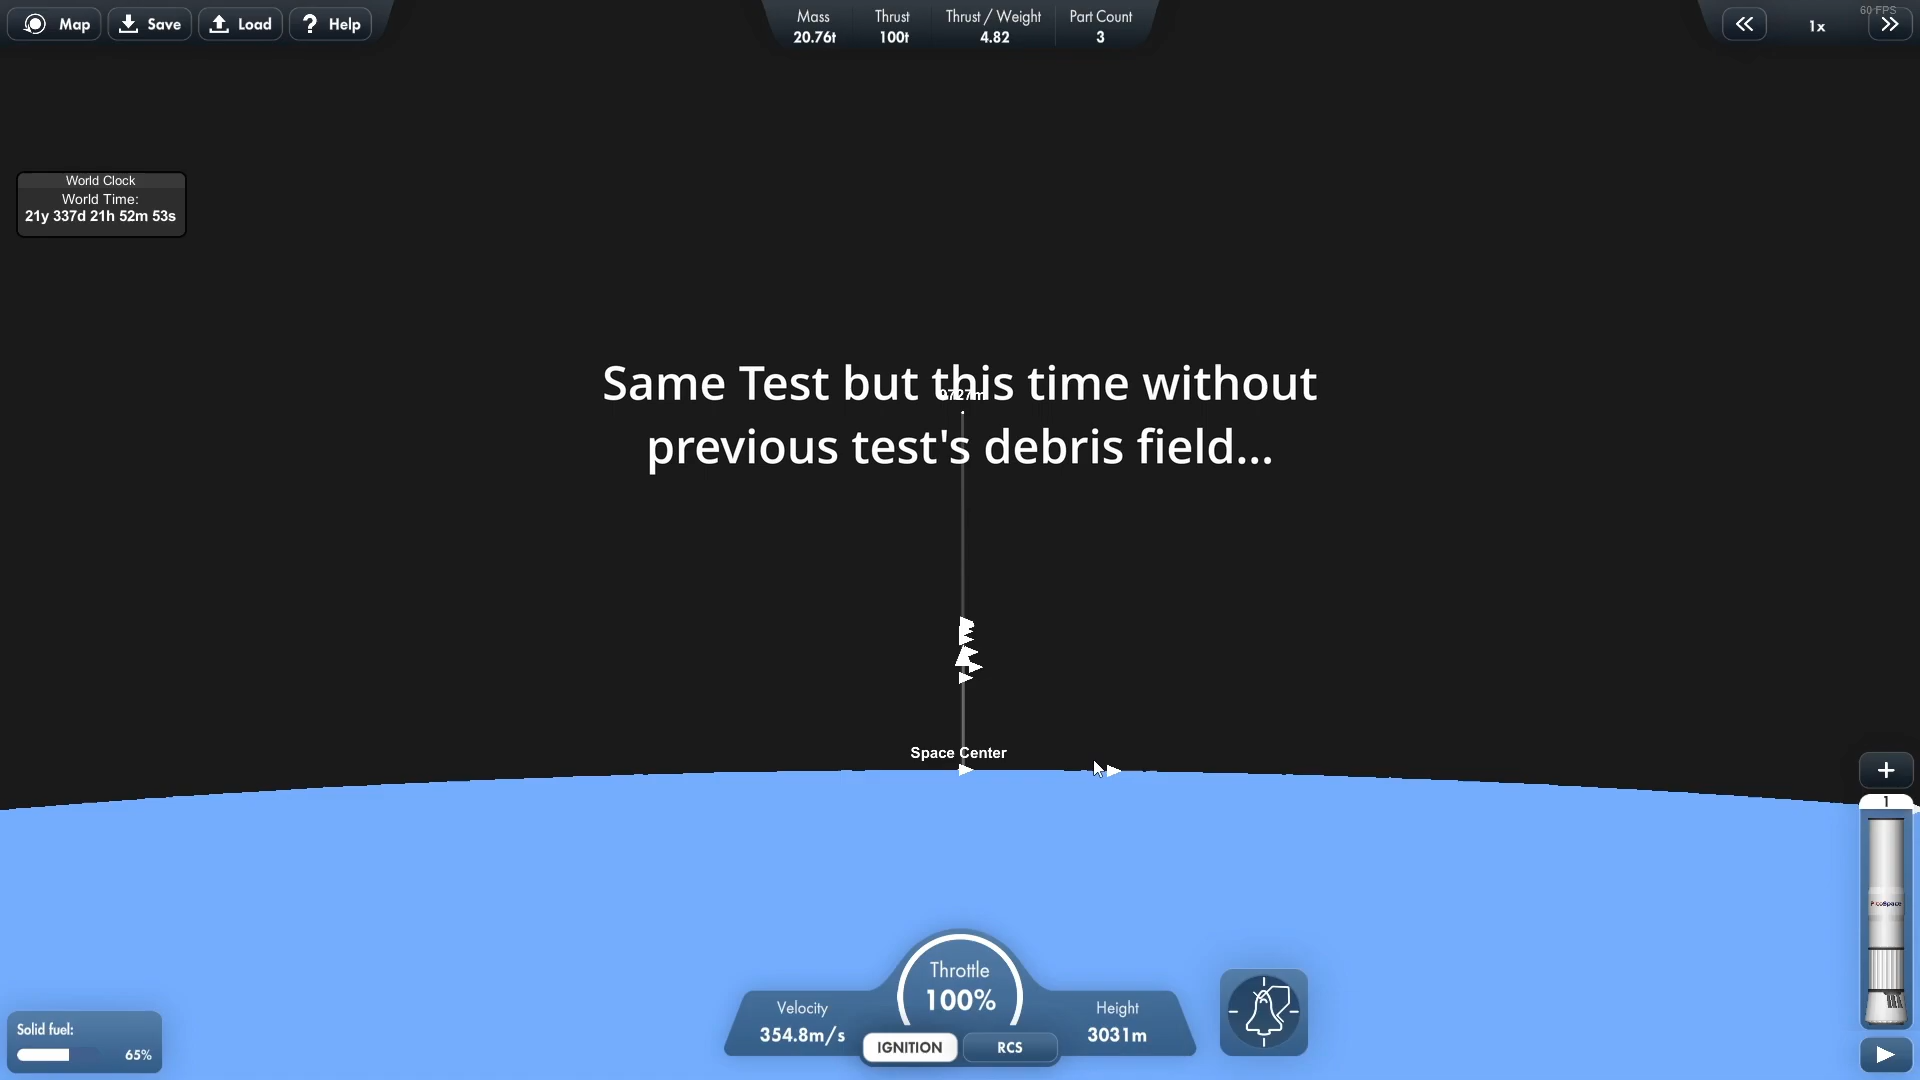 Map
Save
Load
Help
Mass
20.76t
Thrust
100t
Thrust / Weight
4.82
Part Count
3
60 FPS
1x
World Clock
World Time:
21y 337d 21h 52m 53s
Same Test but this time without
previous test's debris field...
Space Center
1
Throttle
100%
Velocity
354.8m/s
Height
3031m
IGNITION
RCS
Solid fuel:
65%